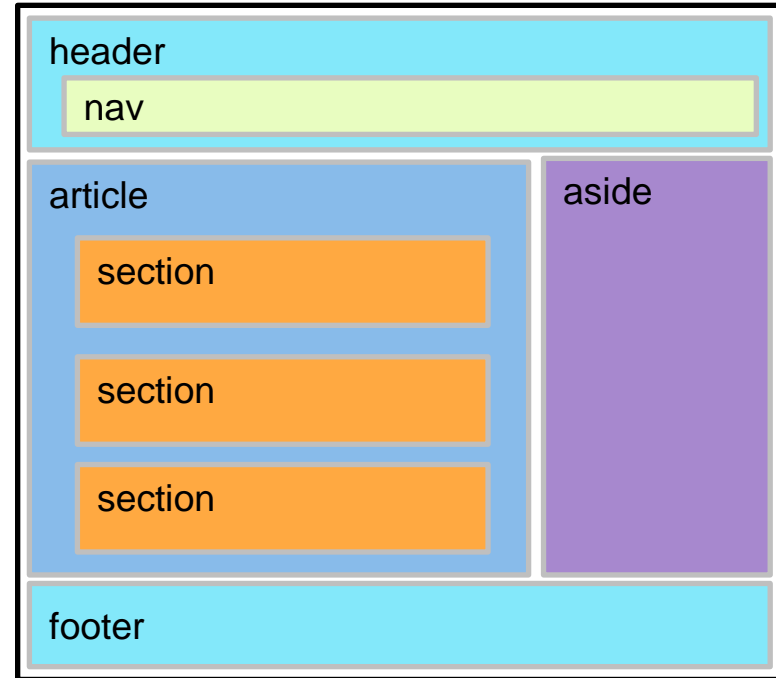 header
nav
article
aside
section
section
section
footer